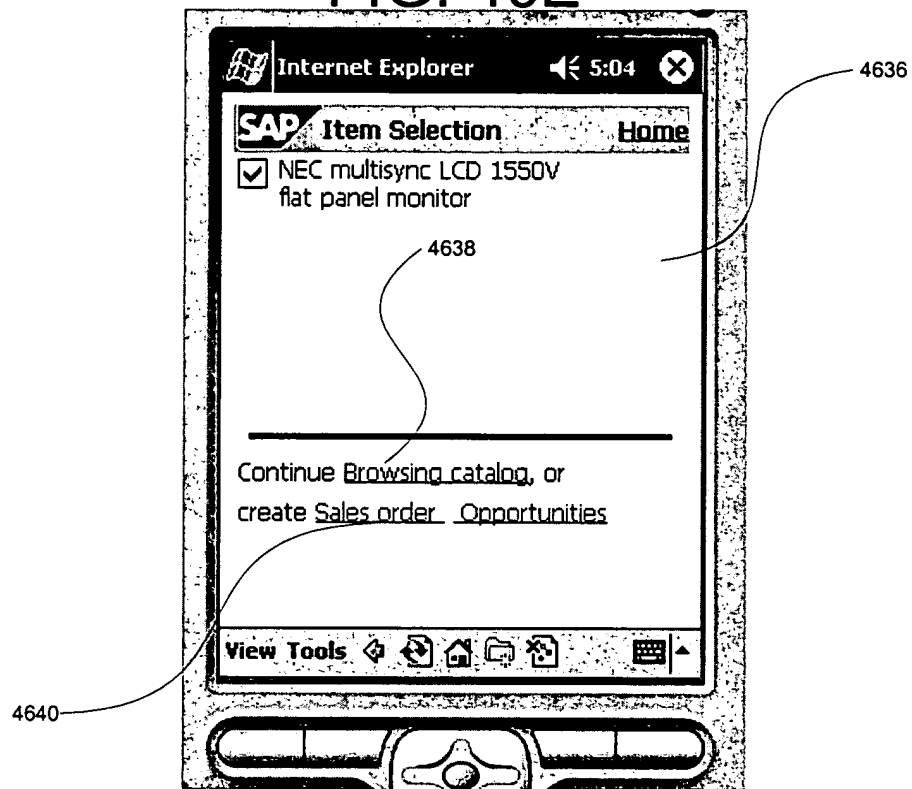 Internet Explorer 5:04
4636
SAP Item Selection Home
NEC multisync LCD 1550V
flat panel monitor
4638
Continue Browsing catalog, or
create Sales order Opportunities
View Tools
4640